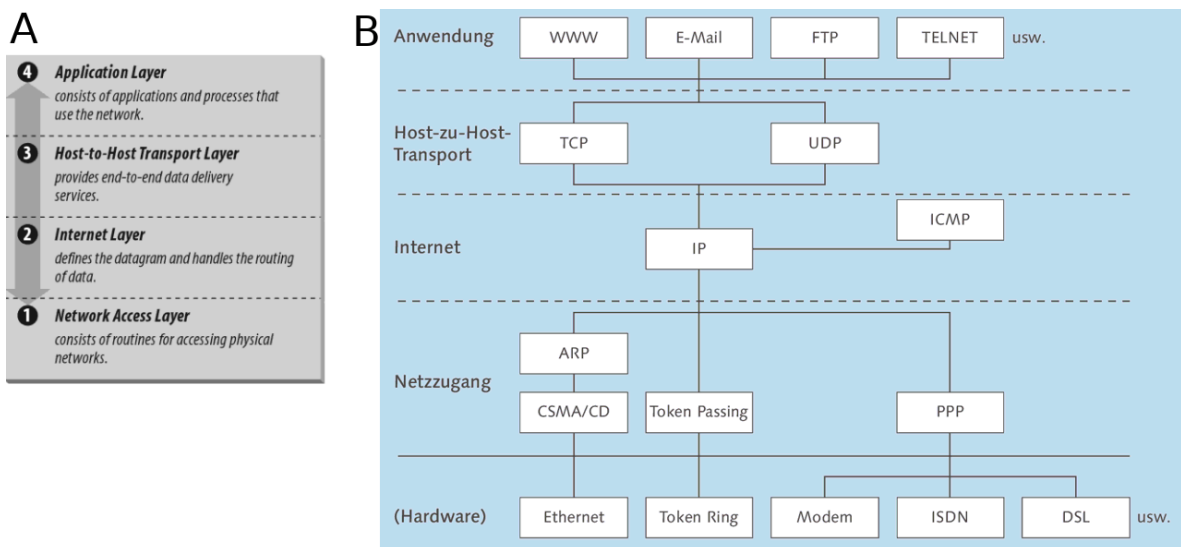 A
4 Application Layer
consists of applications and processes that
use the network.
3 Host-to-Host Transport Layer
provides end-to-end data delivery
services.
2 Internet Layer
defines the datagram and handles the routing
of data.
1 Network Access Layer
consists of routines for accessing physical
networks.
B
Anwendung WWW E-Mail FTP TELNET usw.
Host-zu-Host-
Transport TCP UDP
ICMP
Internet IP
ARP
Netzzugang
CSMA/CD Token Passing PPP
(Hardware) Ethernet Token Ring Modem ISDN DSL usw.